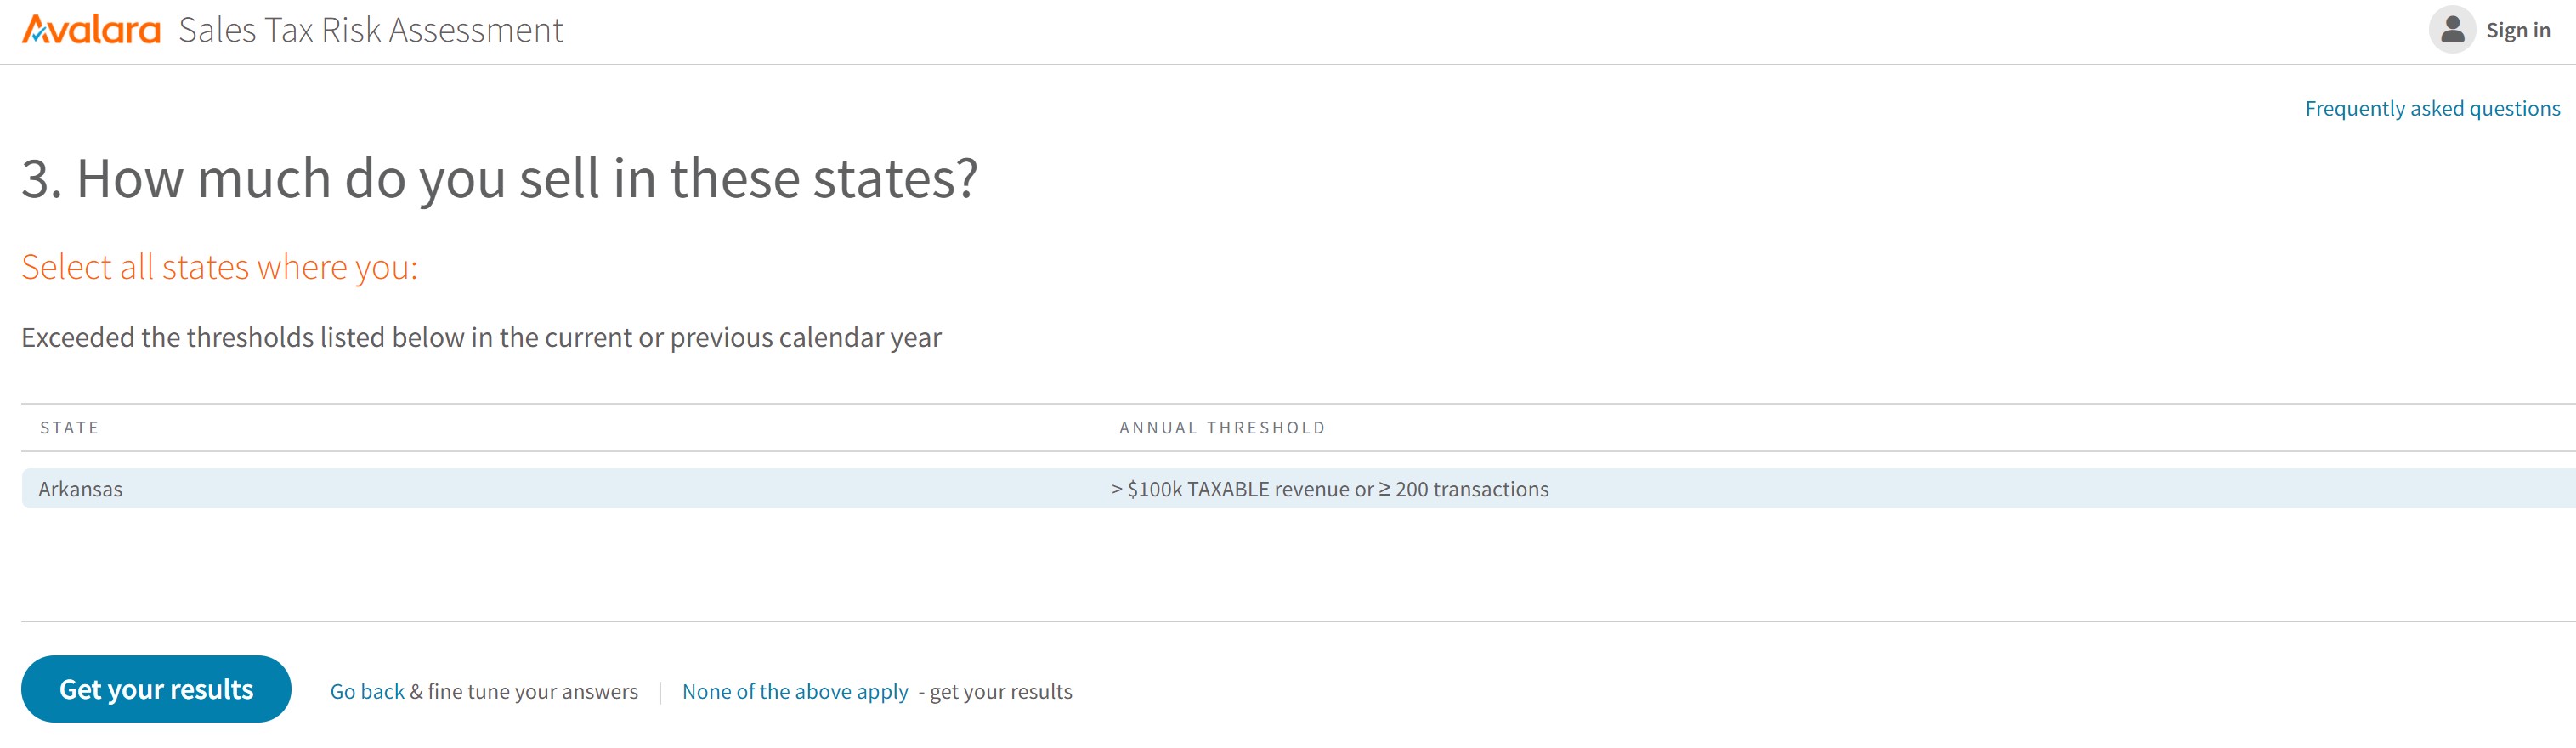 Avalara Sales Tax Risk Assessment
Sign in
Frequently asked questions
3. How much do you sell in these states?
Select all states where you:
Exceeded the thresholds listed below in the current or previous calendar year
STATE ANNUAL THRESHOLD
Arkansas > $100k TAXABLE revenue or ≥ 200 transactions
Get your results Go back & fine tune your answers | None of the above apply - get your results